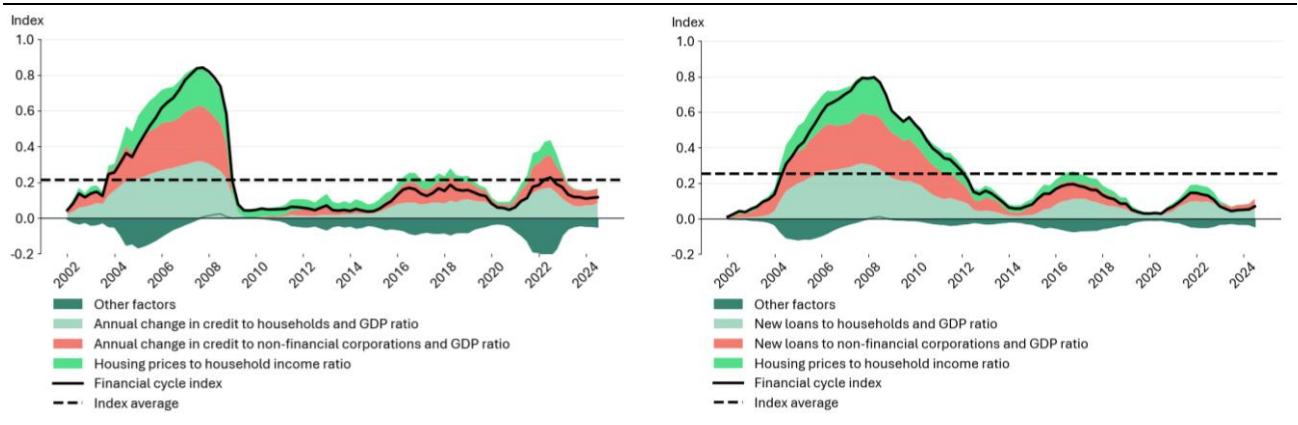 Index
1.0
0.8
0.6
0.4
0.2
0.0
-0.2
2002 2004 2006 2008 2010 2012 2014 2016 2018 2020 2022 2024
Other factors
Annual change in credit to households and GDP ratio
Annual change in credit to non-financial corporations and GDP ratio
Housing prices to household income ratio
Financial cycle index
Index average
Index
1.0
0.8
0.6
0.4
0.2
0.0
-0.2
2002 2004 2006 2008 2010 2012 2014 2016 2018 2020 2022 2024
Other factors
New loans to households and GDP ratio
New loans to non-financial corporations and GDP ratio
Housing prices to household income ratio
Financial cycle index
Index average